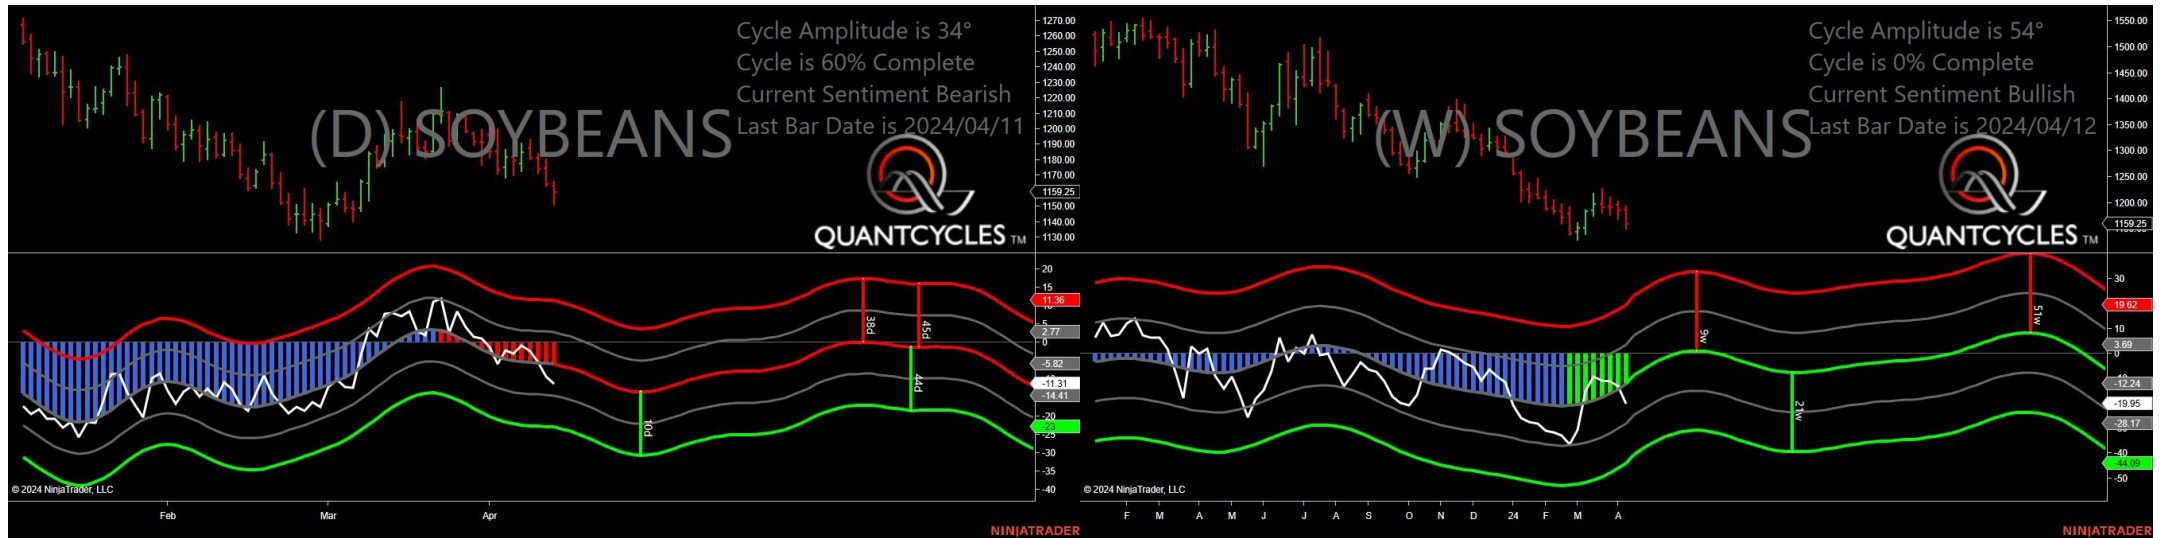 Cycle Amplitude is 34°
Cycle is 60% Complete
Current Sentiment Bearish
Last Bar Date is 2024/04/11
(D) SOYBEANS
QUANTCYCLES TM
1270.00
1260.00
1250.00
1240.00
1230.00
1220.00
1210.00
1200.00
1190.00
1180.00
1170.00
1159.25
1150.00
1140.00
1130.00
20
15
11.36
5
2.77
0
-5.82
-11.31
-14.41
-20
-23
-25
-30
-35
-40
38d
45d
44d
10d
© 2024 NinjaTrader, LLC
Feb Mar Apr
NINJATRADER
Cycle Amplitude is 54°
Cycle is 0% Complete
Current Sentiment Bullish
Last Bar Date is 2024/04/12
(W) SOYBEANS
QUANTCYCLES TM
1550.00
1500.00
1450.00
1400.00
1350.00
1300.00
1250.00
1200.00
1159.25
30
19.62
10
3.69
0
-12.24
-19.95
-28.17
-40
-44.09
-50
9w
51w
21w
© 2024 NinjaTrader, LLC
F M A M J J A S O N D 24 F M A
NINJATRADER